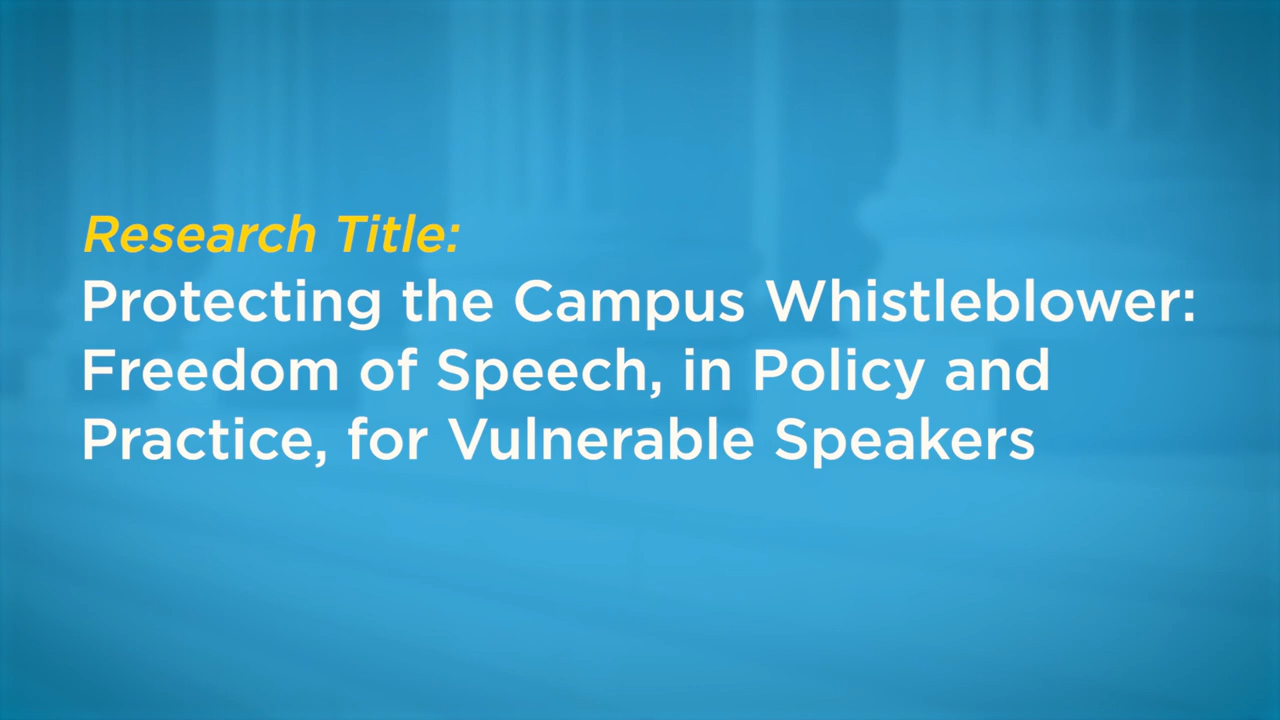 Research Title:
Protecting the Campus Whistleblower:
Freedom of Speech, in Policy and
Practice, for Vulnerable Speakers